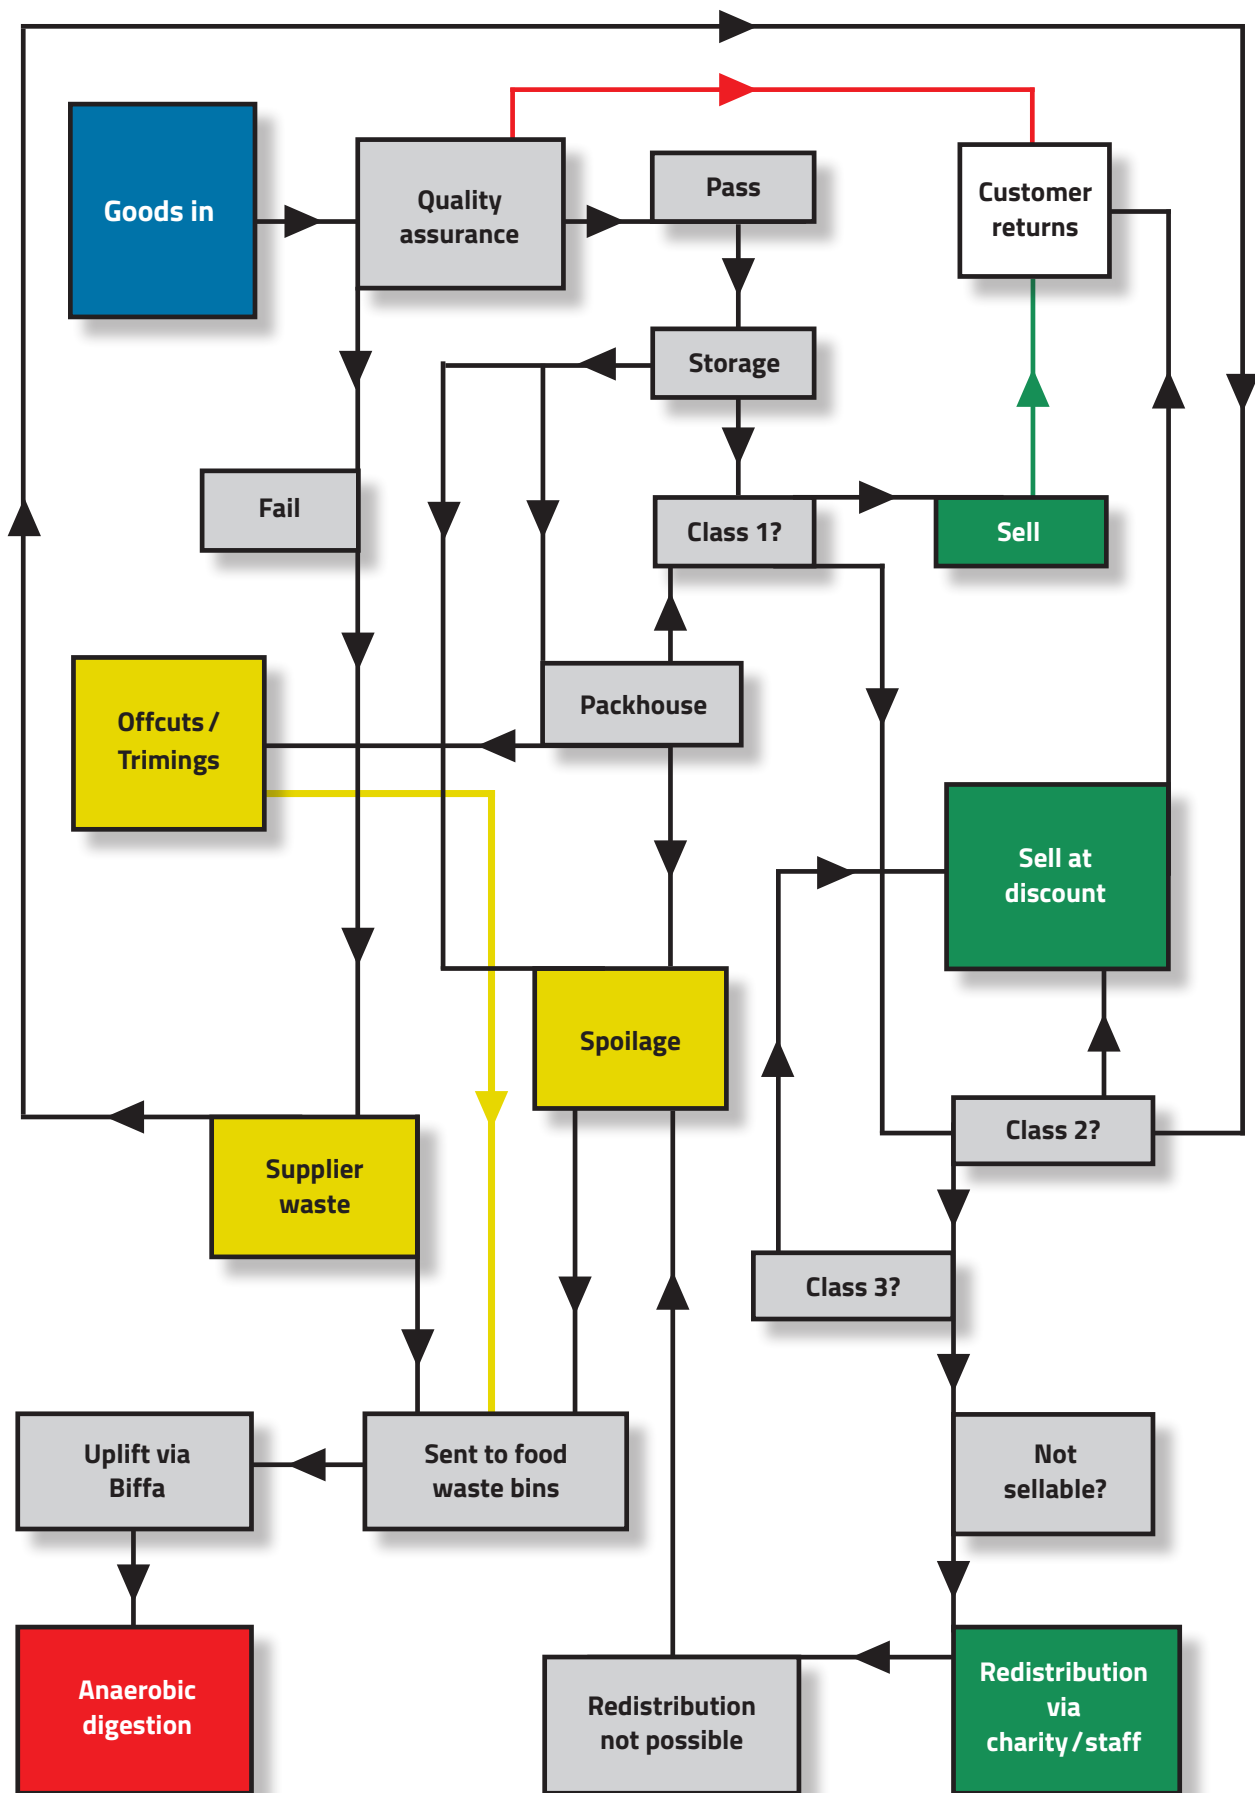 Goods in
Quality
assurance
Pass
Customer
returns
Storage
Fail
Class 1?
Sell
Packhouse
Offcuts / 
Trimings
Sell at
discount
Spoilage
Class 2?
Supplier
waste
Class 3?
Uplift via
Biffa
Sent to food
waste bins
Not
sellable?
Anaerobic
digestion
Redistribution
not possible
Redistribution
via
charity / staff